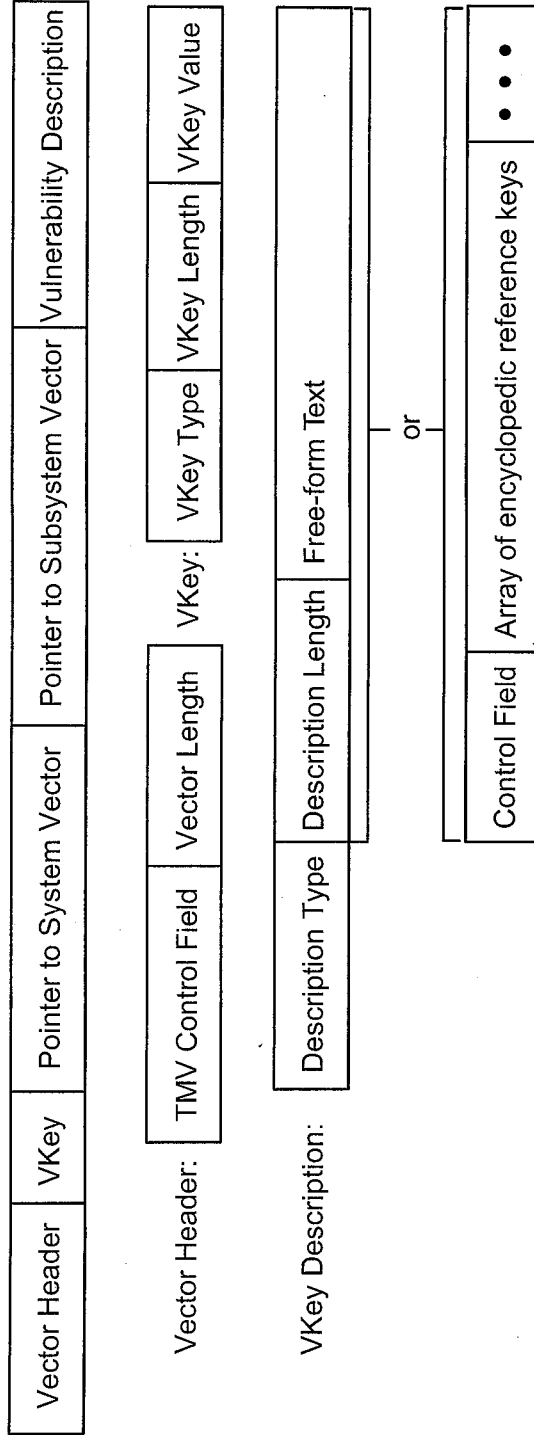 Vector Header VKey Pointer to System Vector Pointer to Subsystem Vector Vulnerability Description
Vector Header: TMV Control Field Vector Length VKey: VKey Type VKey Length VKey Value
VKey Description: Description Type Description Length Free-form Text
or
Control Field Array of encyclopedic reference keys • • •